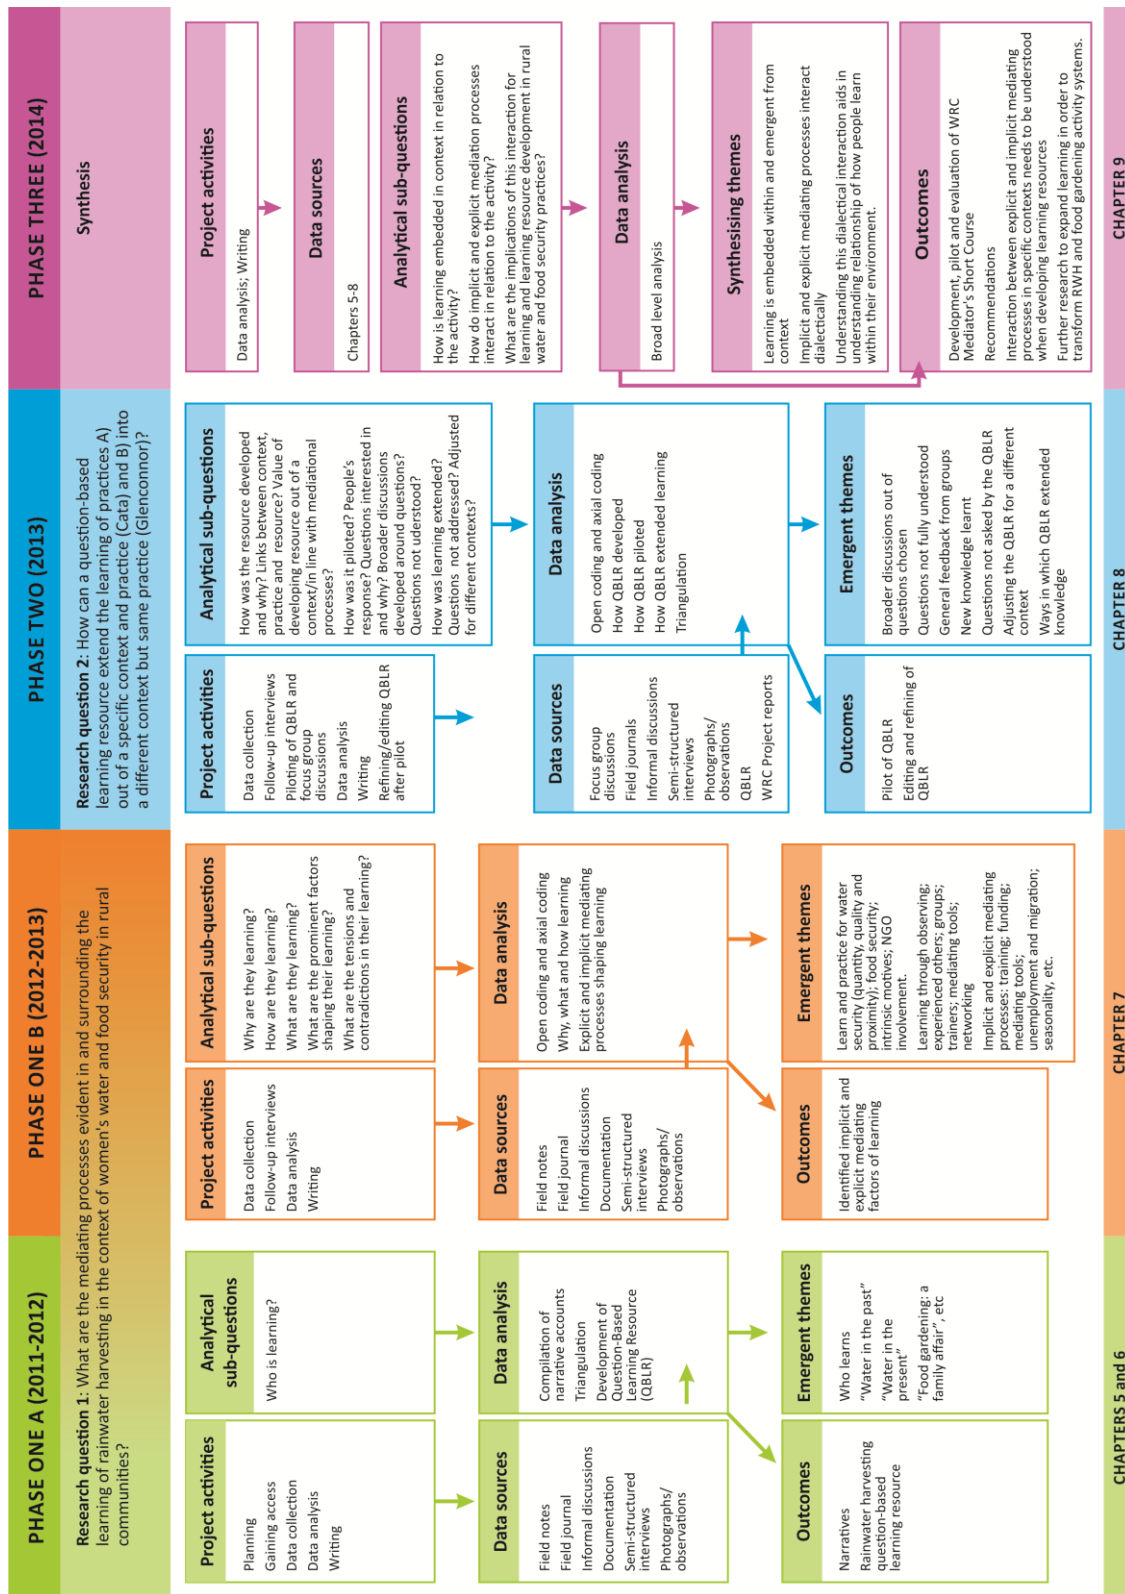 PHASE ONE A (2011-2012)
PHASE ONE B (2012-2013)
PHASE TWO (2013)
PHASE THREE (2014)
Research question 1: What are the mediating processes evident in and surrounding the
learning of rainwater harvesting in the context of women's water and food security in rural
communities?
Research question 2: How can a question-based
learning resource extend the learning of practices A)
out of a specific context and practice (Cata) and B) into
a different context but same practice (Glenconnor)?
Synthesis
Project activities
Planning
Gaining access
Data collection
Data analysis
Writing
Analytical
sub-questions
Who is learning?
Data sources
Field notes
Field journal
Informal discussions
Documentation
Semi-structured
interviews
Photographs/
observations
Data analysis
Compilation of
narrative accounts
Triangulation
Development of
Question-Based
Learning Resource
(QBLR)
Outcomes
Narratives
Rainwater harvesting
question-based
learning resource
Emergent themes
Who learns
“Water in the past”
“Water in the
present”
“Food gardening: a
family affair”, etc
Project activities
Data collection
Follow-up interviews
Data analysis
Writing
Analytical sub-questions
Why are they learning?
How are they learning?
What are they learning?
What are the prominent factors
shaping their learning?
What are the tensions and
contradictions in their learning?
Data sources
Field notes
Field journal
Informal discussions
Documentation
Semi-structured
interviews
Photographs/
observations
Data analysis
Open coding and axial coding
Why, what and how learning
Explicit and implicit mediating
processes shaping learning
Outcomes
Identified implicit and
explicit mediating
factors of learning
Emergent themes
Learn and practice for water
security (quantity, quality and
proximity); food security;
intrinsic motives; NGO
involvement.
Learning through observing;
experienced others; groups;
trainers; mediating tools;
networking
Implicit and explicit mediating
processes: training; funding;
mediating tools;
unemployment and migration;
seasonality, etc.
Project activities
Data collection
Follow-up interviews
Piloting of QBLR and
focus group
discussions
Data analysis
Writing
Refining/editing QBLR
after pilot
Analytical sub-questions
How was the resource developed
and why? Links between context,
practice and resource? Value of
developing resource out of a
context/in line with mediational
processes?
How was it piloted? People’s
response? Questions interested in
and why? Broader discussions
developed around questions?
Questions not uderstood?
How was learning extended?
Questions not addressed? Adjusted
for different contexts?
Data sources
Focus group
discussions
Field journals
Informal discussions
Semi-structured
interviews
Photographs/
observations
QBLR
WRC Project reports
Data analysis
Open coding and axial coding
How QBLR developed
How QBLR piloted
How QBLR extended learning
Triangulation
Outcomes
Pilot of QBLR
Editing and refining of
QBLR
Emergent themes
Broader discussions out of
questions chosen
Questions not fully understood
General feedback from groups
New knowledge learnt
Questions not asked by the QBLR
Adjusting the QBLR for a different
context
Ways in which QBLR extended
knowledge
Project activities
Data analysis; Writing
Data sources
Chapters 5-8
Analytical sub-questions
How is learning embedded in context in relation to
the activity?
How do implicit and explicit mediation processes
interact in relation to the activity?
What are the implications of this interaction for
learning and learning resource development in rural
water and food security practices?
Data analysis
Broad level analysis
Synthesising themes
Learning is embedded within and emergent from
context
Implicit and explicit mediating processes interact
dialectically
Understanding this dialectical interaction aids in
understanding relationship of how people learn
within their environment.
Outcomes
Development, pilot and evaluation of WRC
Mediator’s Short Course
Recommendations
Interaction between explicit and implicit mediating
processes in specific contexts needs to be understood
when developing learning resources
Further research to expand learning in order to
transform RWH and food gardening activity systems.
CHAPTERS 5 and 6
CHAPTER 7
CHAPTER 8
CHAPTER 9